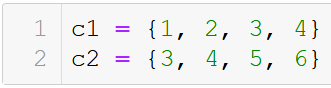 1 c1 = {1, 2, 3, 4}
2 c2 = {3, 4, 5, 6}